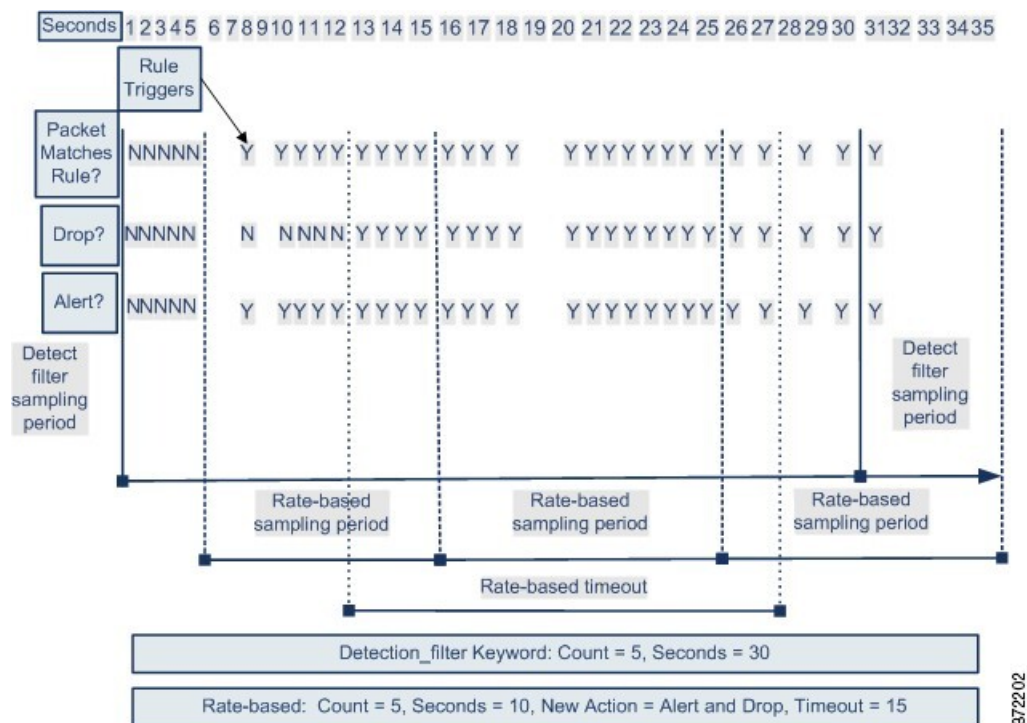 Seconds 1 2 3 4 5 6 7 8 9 10 11 12 13 14 15 16 17 18 19 20 21 22 23 24 25 26 27 28 29 30 31 32 33 34 35
Rule
Triggers
Packet
Matches
Rule?
NNNNN Y Y Y Y Y Y Y Y Y Y Y Y Y Y Y Y Y Y Y Y Y Y Y Y Y Y
Drop?
NNNNN N N N N N Y Y Y Y Y Y Y Y Y Y Y Y Y Y Y Y Y Y Y Y Y
Alert?
NNNNN Y Y Y Y Y Y Y Y Y Y Y Y Y Y Y Y Y Y Y Y Y Y Y Y Y Y
Detect
filter
sampling
period
Detect
filter
sampling
period
Rate-based
sampling period
Rate-based
sampling period
Rate-based
sampling period
Rate-based timeout
Detection_filter Keyword: Count = 5, Seconds = 30
Rate-based: Count = 5, Seconds = 10, New Action = Alert and Drop, Timeout = 15
372202